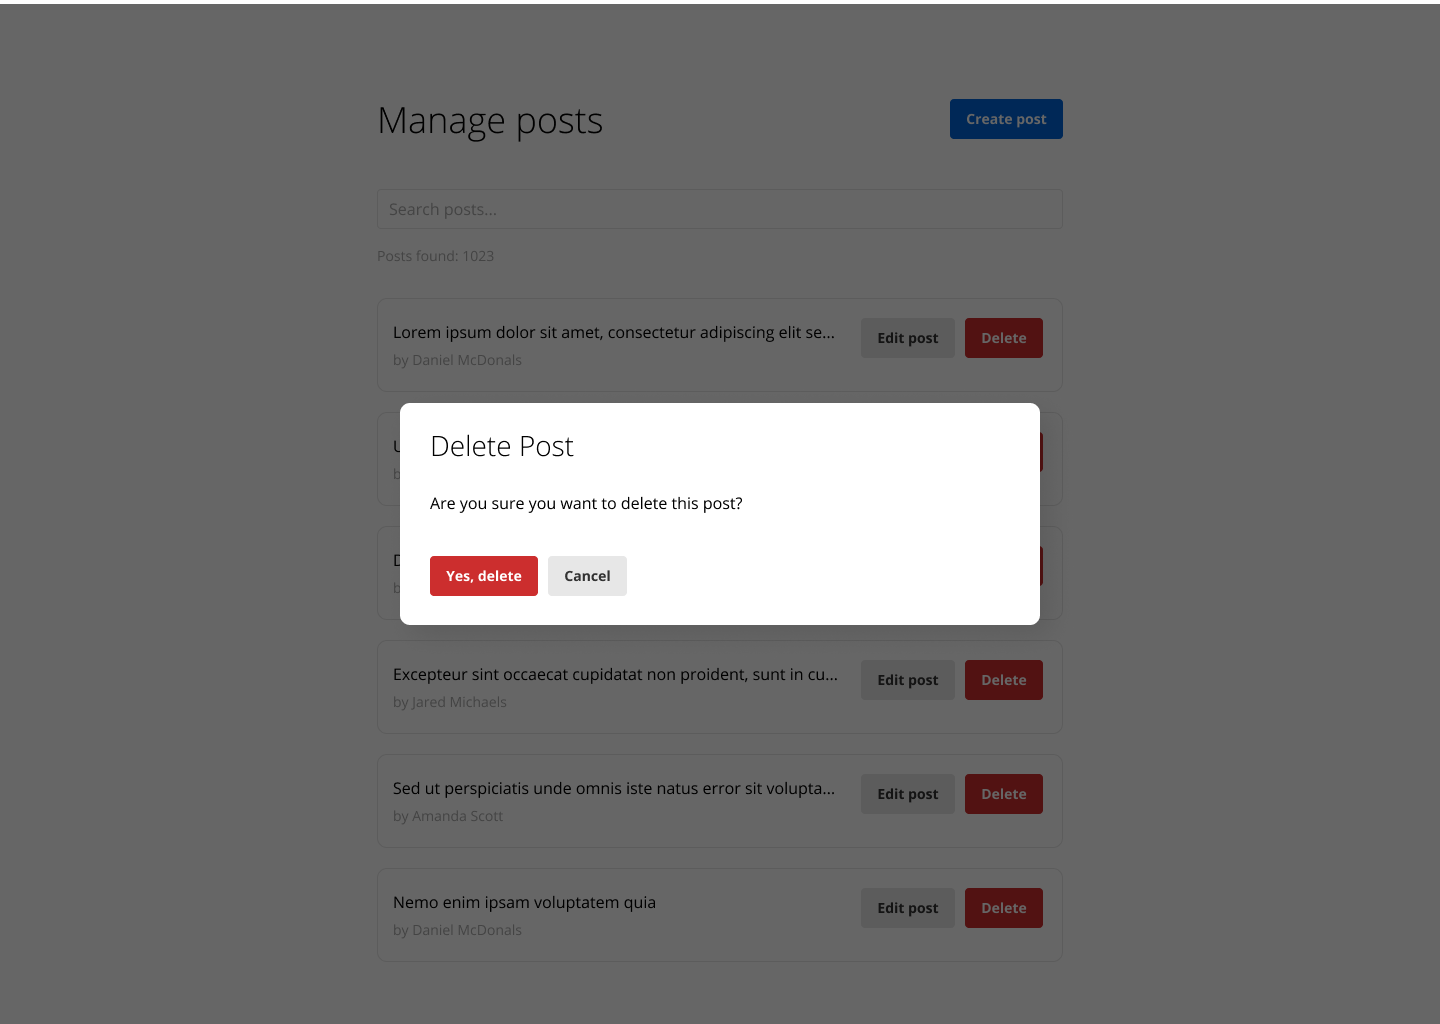 Manage posts
Create post
Search posts...
Posts found: 1023
Lorem ipsum dolor sit amet, consectetur adipiscing elit se...
Edit post
Delete
by Daniel McDonals
Delete Post
Are you sure you want to delete this post?
Yes, delete
Cancel
Excepteur sint occaecat cupidatat non proident, sunt in cu...
Edit post
Delete
by Jared Michaels
Sed ut perspiciatis unde omnis iste natus error sit volupta...
Edit post
Delete
by Amanda Scott
Nemo enim ipsam voluptatem quia
Edit post
Delete
by Daniel McDonals